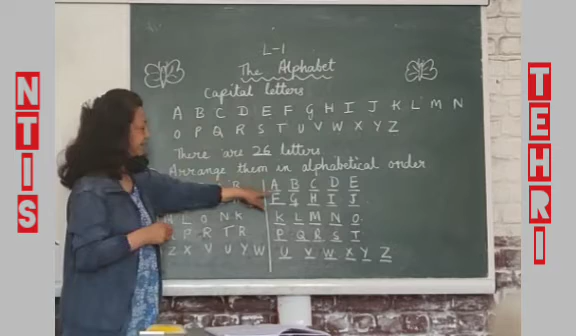 NTIS
TEHRI
L-1
The Alphabet
Capital letters
A B C D E F G H I J K L M N
O P Q R S T U V W X Y Z
There are 26 letters
Arrange them in alphabetical order
B A B C D E
F G H I J
A L O N K K L M N O
P R T R P Q R S T
Z X V U Y W U V W X Y Z